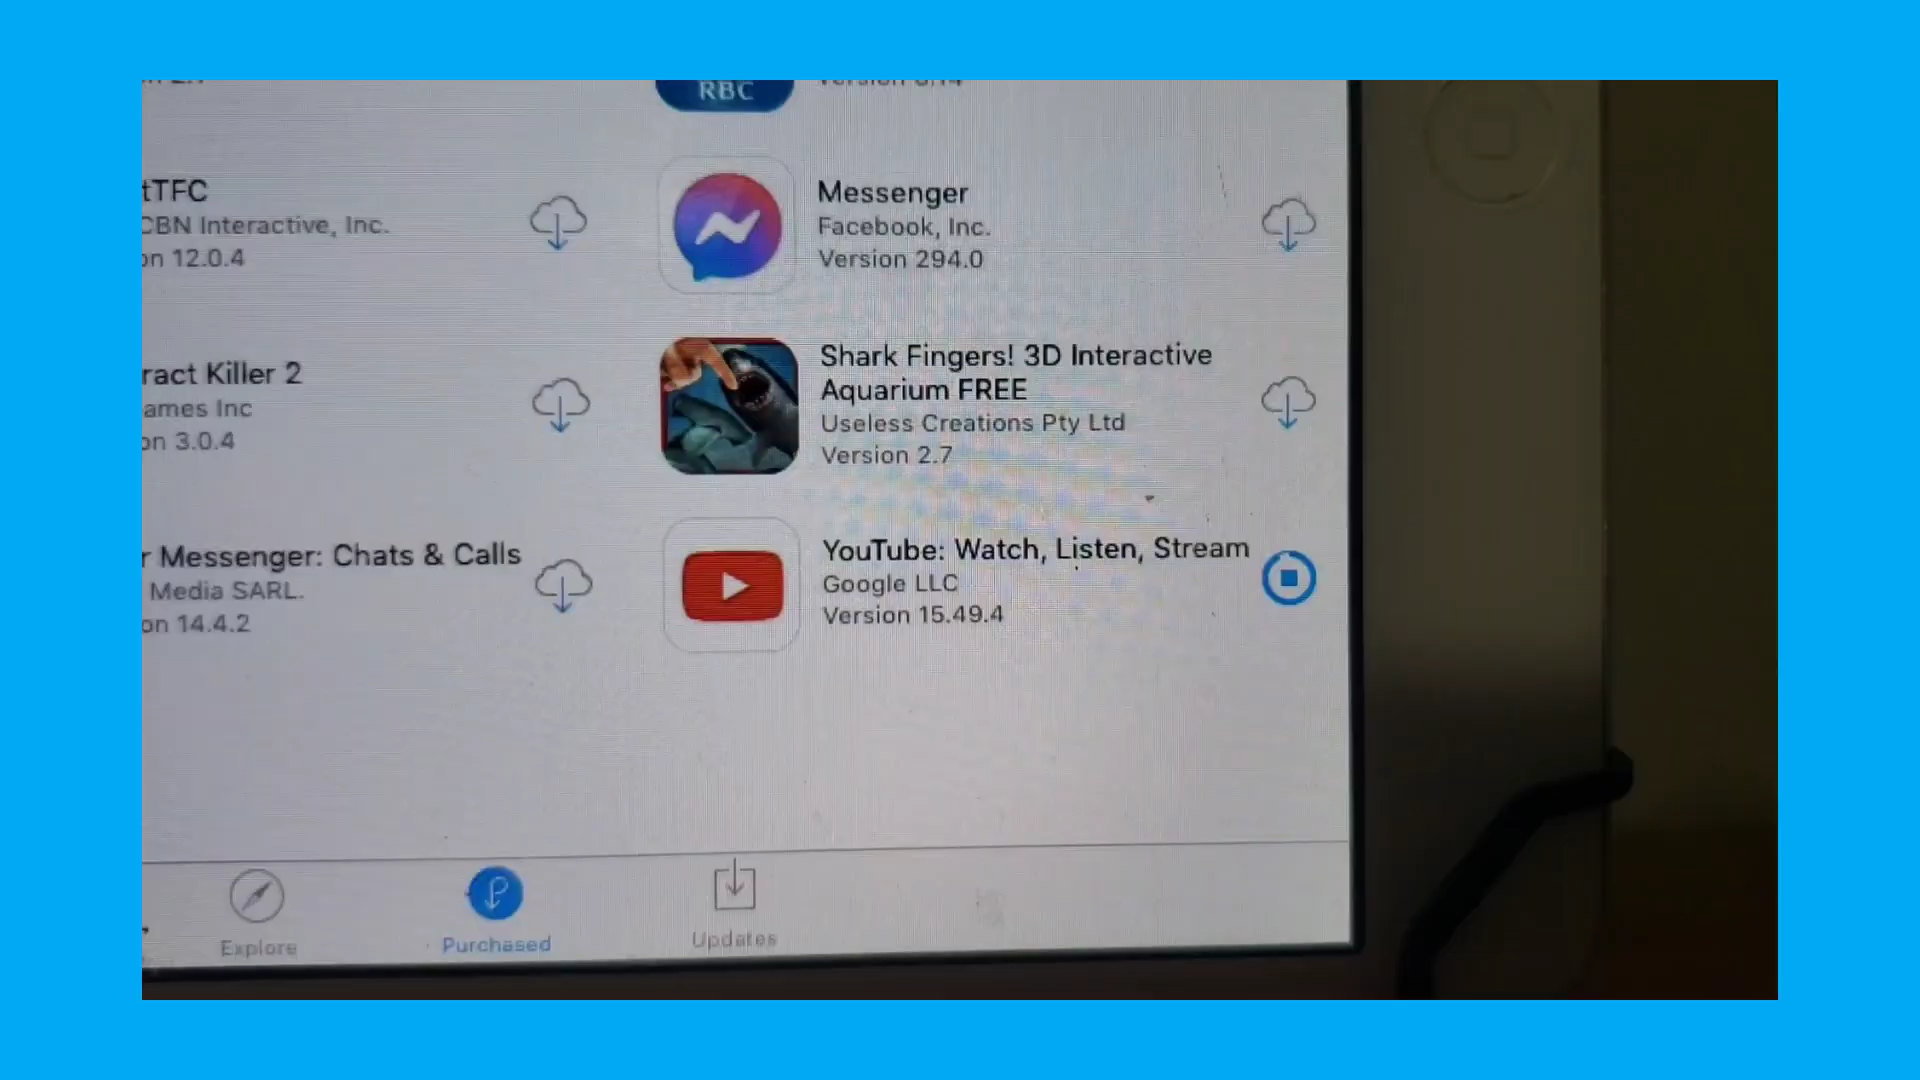 RBC
tTFC
CBN Interactive, Inc.
on 12.0.4
Messenger
Facebook, Inc.
Version 294.0
ract Killer 2
ames Inc
on 3.0.4
Shark Fingers! 3D Interactive
Aquarium FREE
Useless Creations Pty Ltd
Version 2.7
r Messenger: Chats & Calls
Media SARL.
on 14.4.2
YouTube: Watch, Listen, Stream
Google LLC
Version 15.49.4
Explore
Purchased
Updates